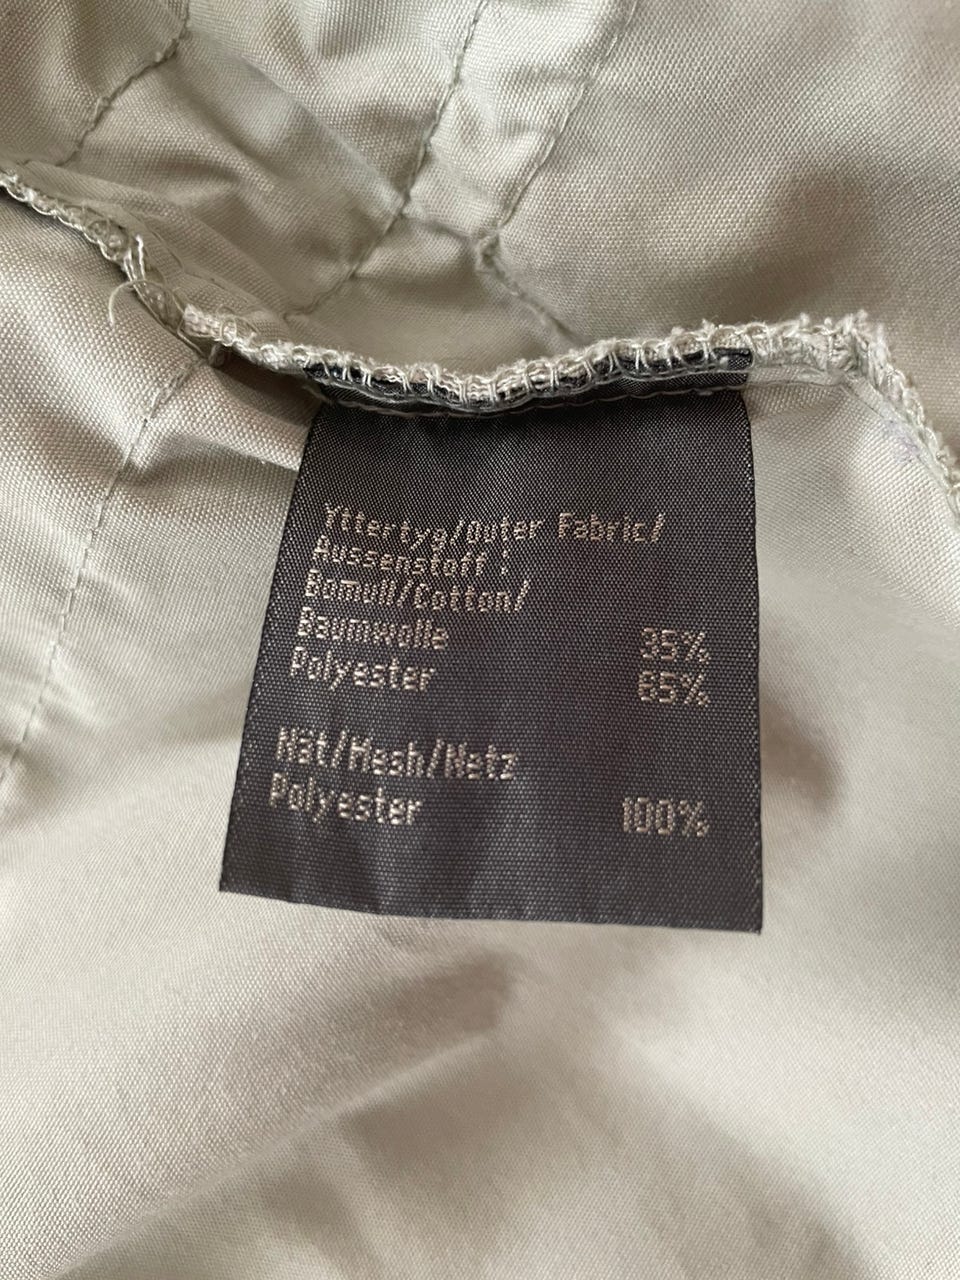 Yttertyg/Outer Fabric/
Aussenstoff :
Bomull/Cotton/
Baumwolle 35%
Polyester 65%
Nät/Mesh/Netz
Polyester 100%